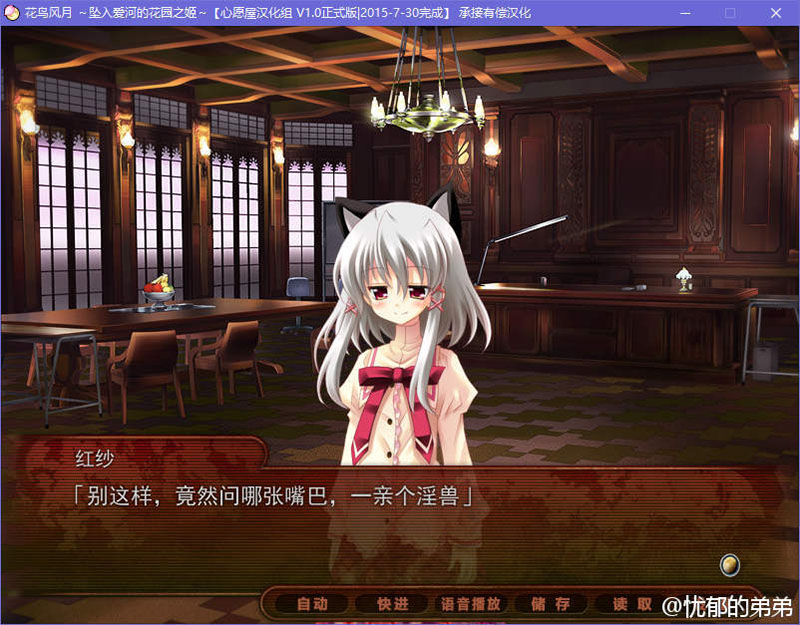 花鸟风月 ～坠入爱河的花园之姬～【心愿屋汉化组 V1.0正式版|2015-7-30完成】 承接有偿汉化
红纱
「别这样，竟然问哪张嘴巴，一亲个淫兽」
自动 快进 语音播放 储存 读取
@忧郁的弟弟